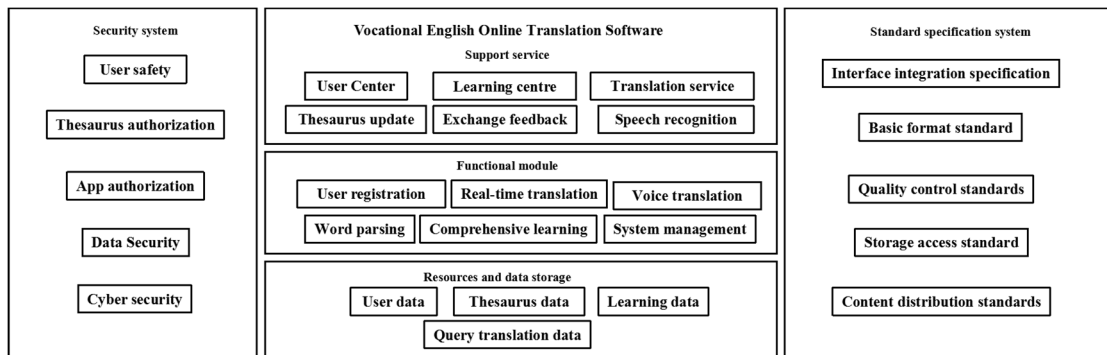 Security system
User safety
Thesaurus authorization
App authorization
Data Security
Cyber security
Vocational English Online Translation Software
Support service
User Center
Learning centre
Translation service
Thesaurus update
Exchange feedback
Speech recognition
Functional module
User registration
Real-time translation
Voice translation
Word parsing
Comprehensive learning
System management
Resources and data storage
User data
Thesaurus data
Learning data
Query translation data
Standard specification system
Interface integration specification
Basic format standard
Quality control standards
Storage access standard
Content distribution standards